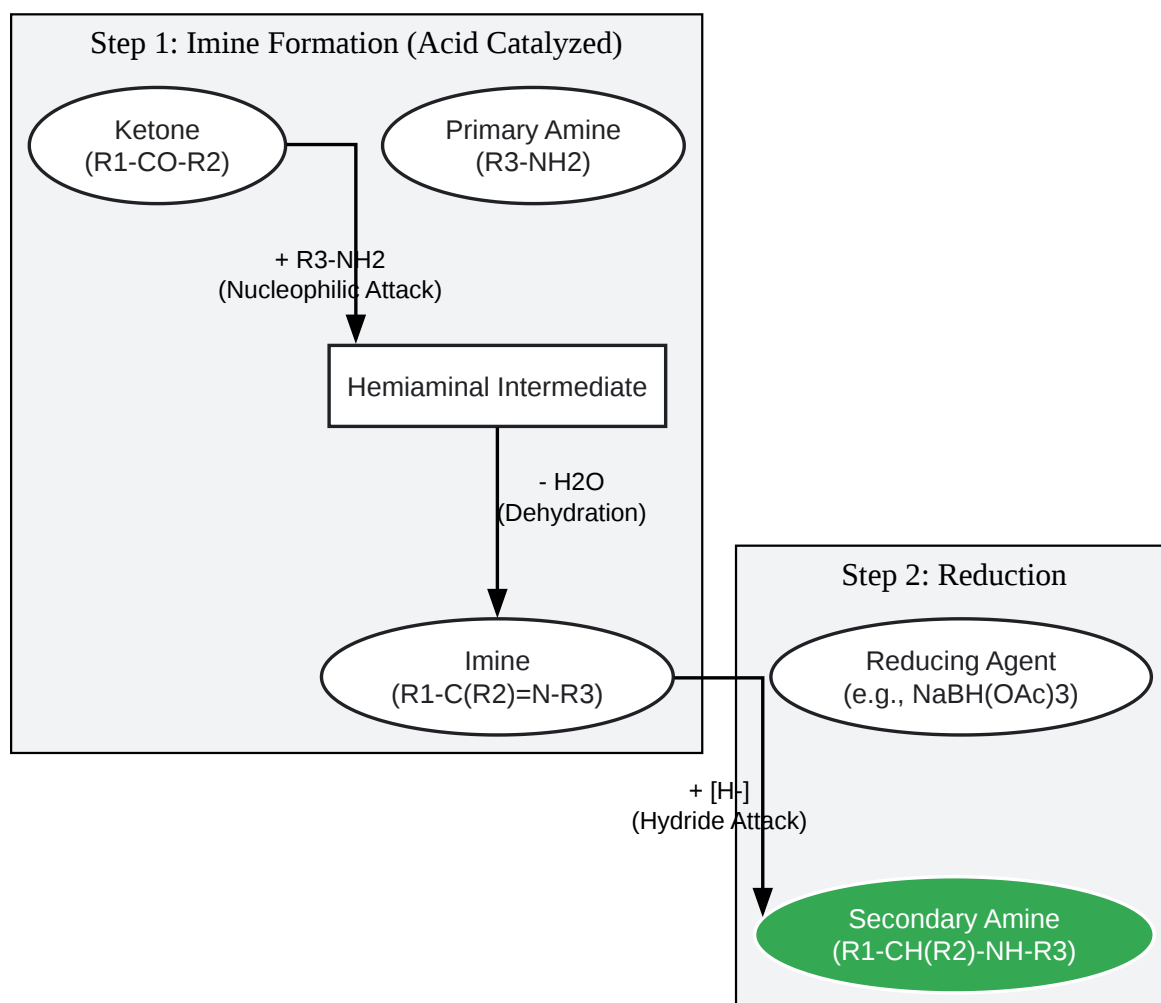 Step 1: Imine Formation (Acid Catalyzed)
Ketone
(R1-CO-R2)
Primary Amine
(R3-NH2)
+ R3-NH2
(Nucleophilic Attack)
Hemiaminal Intermediate
- H2O
(Dehydration)
Imine
(R1-C(R2)=N-R3)
Step 2: Reduction
Reducing Agent
(e.g., NaBH(OAc)3)
+ [H-]
(Hydride Attack)
Secondary Amine
(R1-CH(R2)-NH-R3)